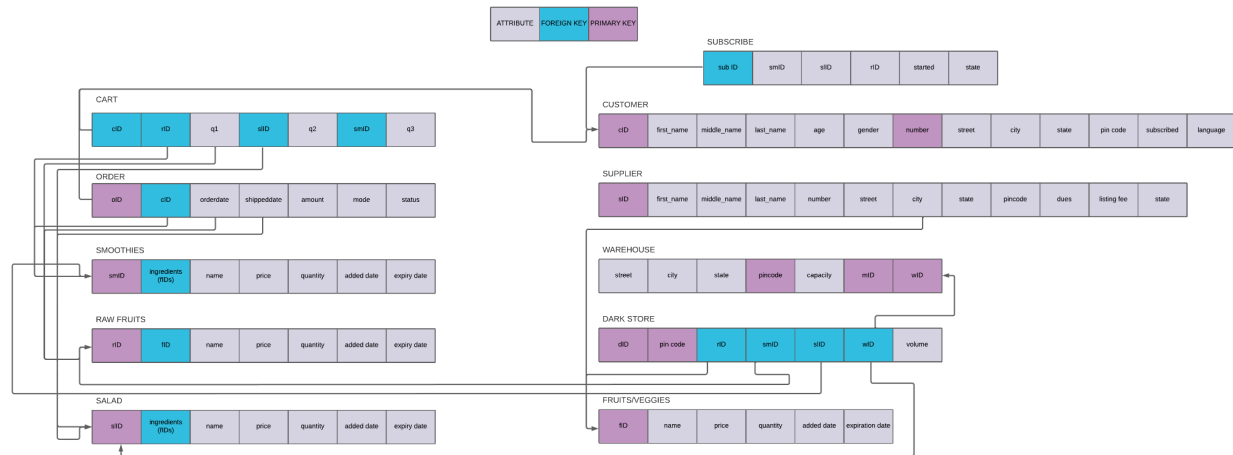 ATTRIBUTE FOREIGN KEY PRIMARY KEY
SUBSCRIBE
sub ID smID slID rID started state
CART
cID rID q1 slID q2 smID q3
CUSTOMER
cID first_name middle_name last_name age gender number street city state pin code subscribed language
ORDER
oID cID orderdate shippeddate amount mode status
SUPPLIER
sID first_name middle_name last_name number street city state pincode dues listing fee state
SMOOTHIES
smID ingredients (fIDs) name price quantity added date expiry date
WAREHOUSE
street city state pincode capacity mID wID
RAW FRUITS
rID fID name price quantity added date expiry date
DARK STORE
dID pin code rID smID slID wID volume
SALAD
slID ingredients (fIDs) name price quantity added date expiry date
FRUITS/VEGGIES
fID name price quantity added date expiration date